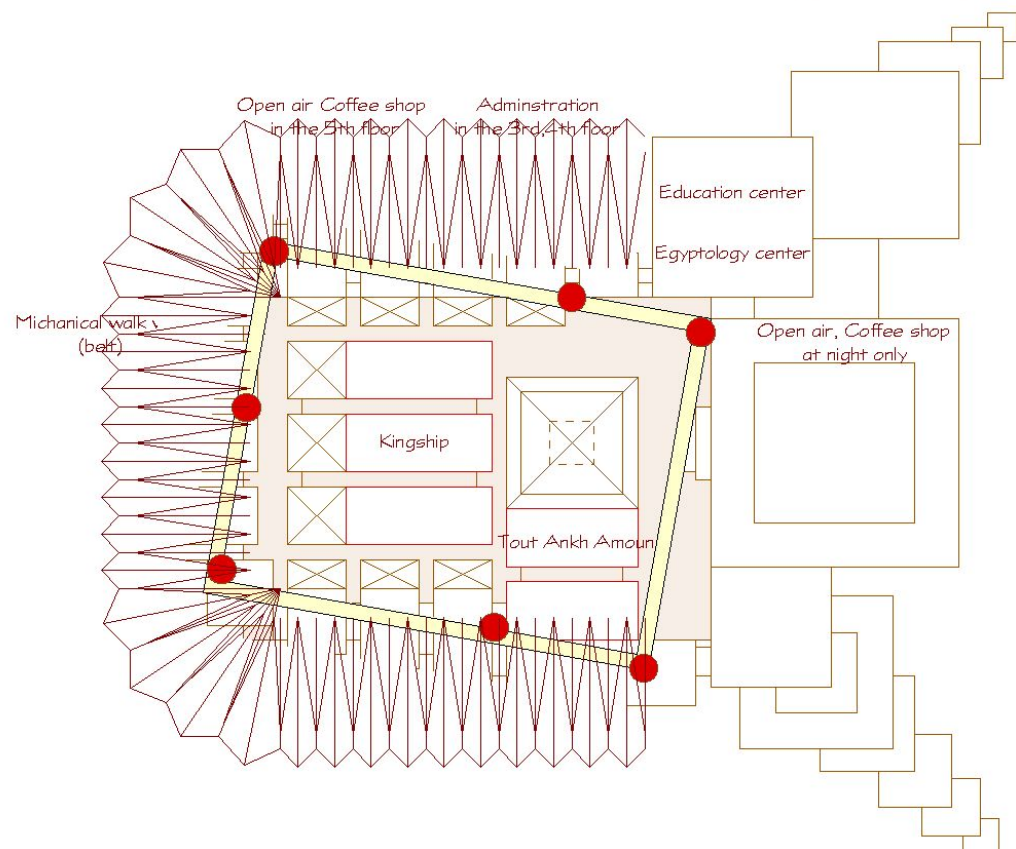 Open air Coffee shop
in the 5th floor
Adminstration
in the 3rd,4th floor
Education center
Egyptology center
Michanical walk
(belt)
Open air, Coffee shop
at night only
Kingship
Tout Ankh Amoun